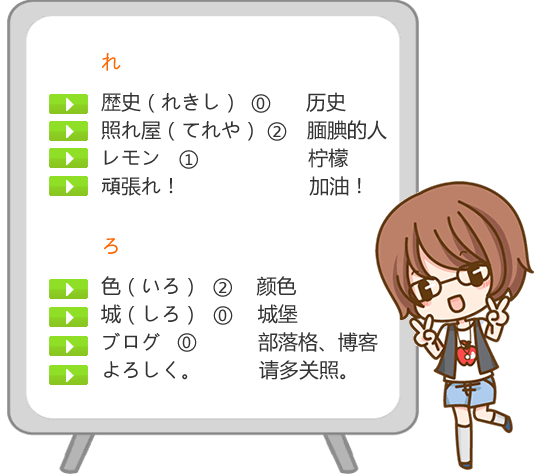 れ
歴史（れきし） ⓪ 历史
照れ屋（てれや） ② 腼腆的人
レモン ① 柠檬
頑張れ！ 加油！
ろ
色（いろ） ② 颜色
城（しろ） ⓪ 城堡
ブログ ⓪ 部落格、博客
よろしく。 请多关照。